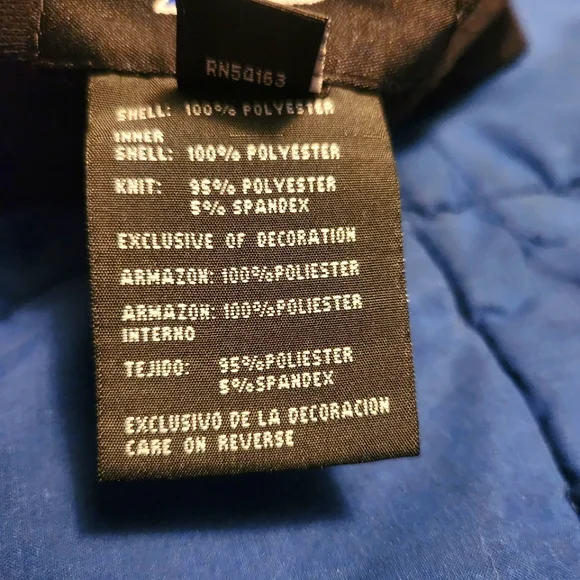 RN50163
SHELL: 100% POLYESTER
INNER
SHELL: 100% POLYESTER
KNIT: 95% POLYESTER
5% SPANDEX
EXCLUSIVE OF DECORATION
ARMAZON: 100%POLIESTER
ARMAZON: 100%POLIESTER
INTERNO
TEJIDO: 95%POLIESTER
5%SPANDEX
EXCLUSIVO DE LA DECORACION
CARE ON REVERSE